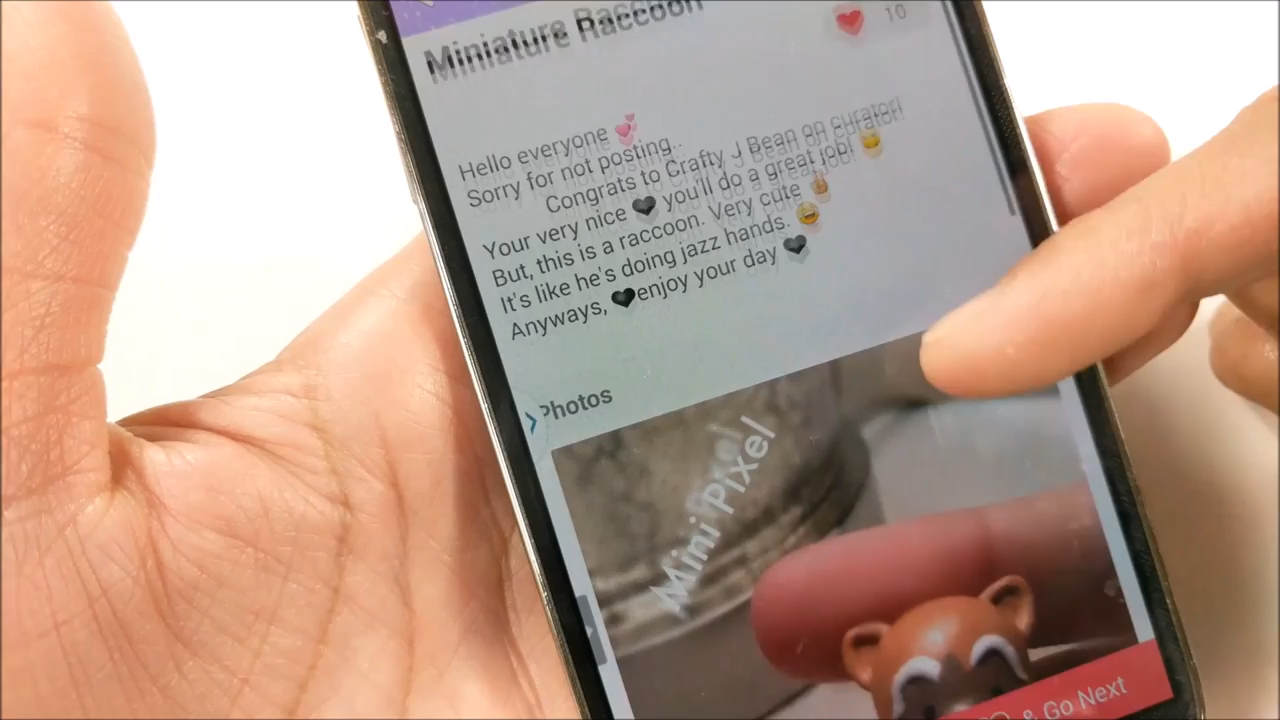 Miniature Raccoon
10
Hello everyone 💕
Sorry for not posting..
Congrats to Crafty J Bean on curator!
Your very nice 🖤 you'll do a great job! 😀
But, this is a raccoon. Very cute
It's like he's doing jazz hands. 😄
Anyways, 🖤enjoy your day 🖤
Photos
Mini Pixel
& Go Next